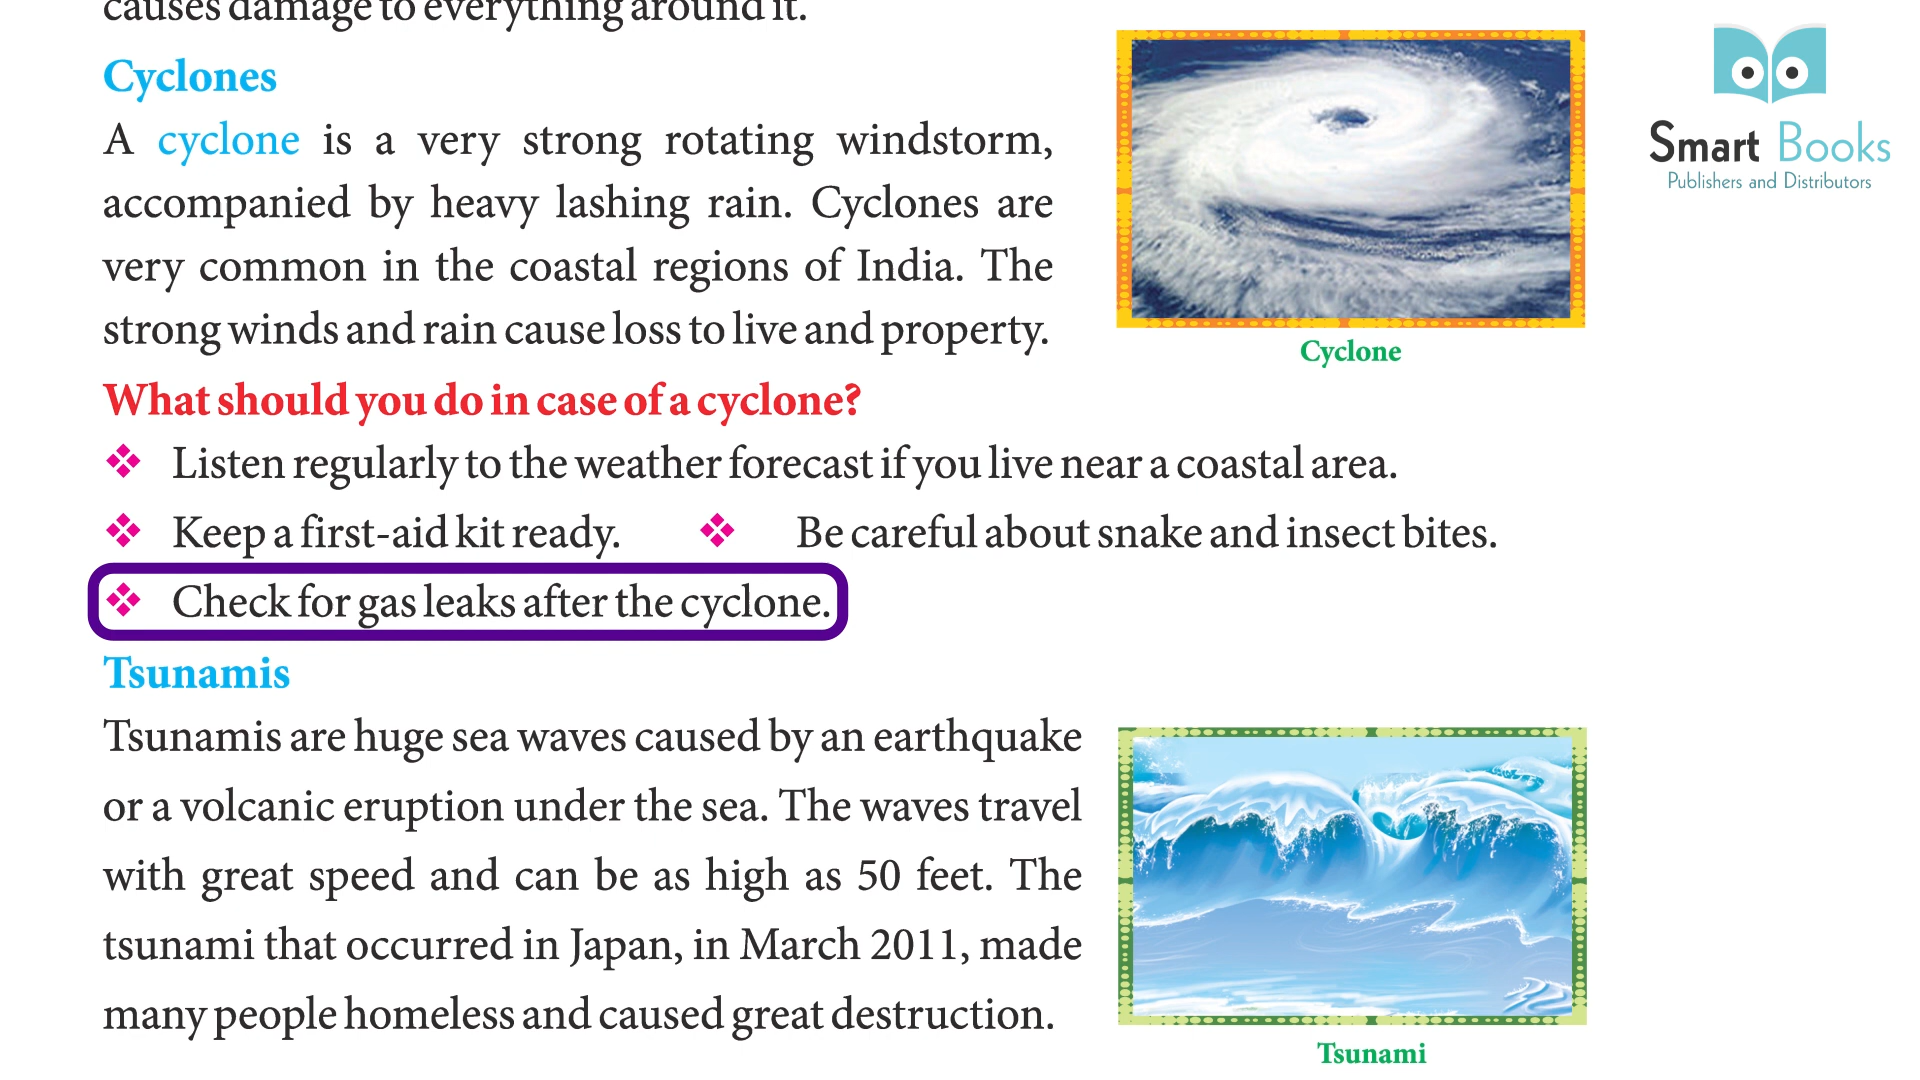 causes damage to everything around it.
Cyclones
A cyclone is a very strong rotating windstorm,
accompanied by heavy lashing rain. Cyclones are
very common in the coastal regions of India. The
strong winds and rain cause loss to live and property.
Cyclone
Smart Books
Publishers and Distributors
What should you do in case of a cyclone?
❖ Listen regularly to the weather forecast if you live near a coastal area.
❖ Keep a first-aid kit ready. ❖ Be careful about snake and insect bites.
❖ Check for gas leaks after the cyclone.
Tsunamis
Tsunamis are huge sea waves caused by an earthquake
or a volcanic eruption under the sea. The waves travel
with great speed and can be as high as 50 feet. The
tsunami that occurred in Japan, in March 2011, made
many people homeless and caused great destruction.
Tsunami